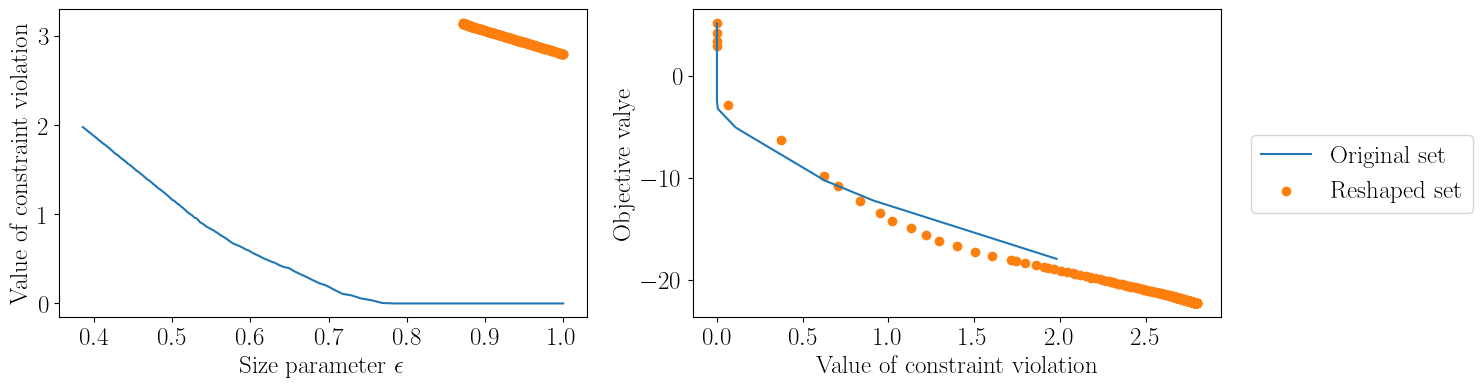 Value of constraint violation
3
2
1
0
0.4 0.5 0.6 0.7 0.8 0.9 1.0
Size parameter ϵ
Objective valye
0
−10
−20
0.0 0.5 1.0 1.5 2.0 2.5
Value of constraint violation
Original set
Reshaped set